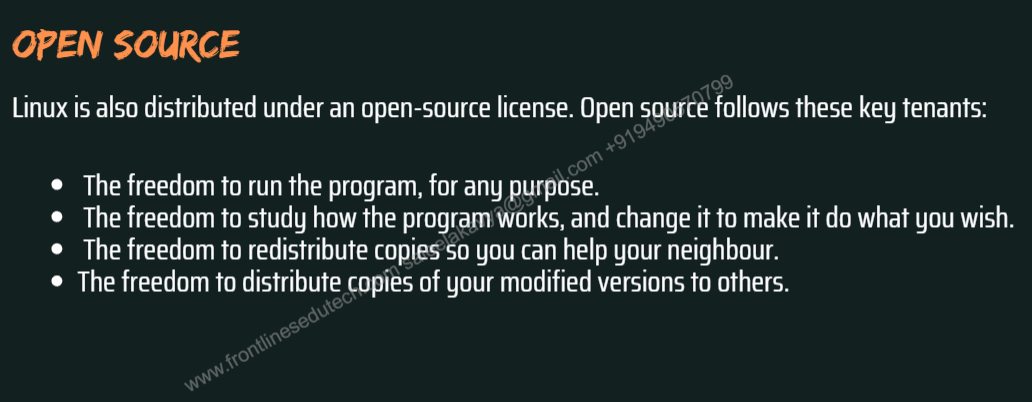 OPEN SOURCE
Linux is also distributed under an open-source license. Open source follows these key tenants:
• The freedom to run the program, for any purpose.
• The freedom to study how the program works, and change it to make it do what you wish.
• The freedom to redistribute copies so you can help your neighbour.
• The freedom to distribute copies of your modified versions to others.
www.frontlinesedutech.com